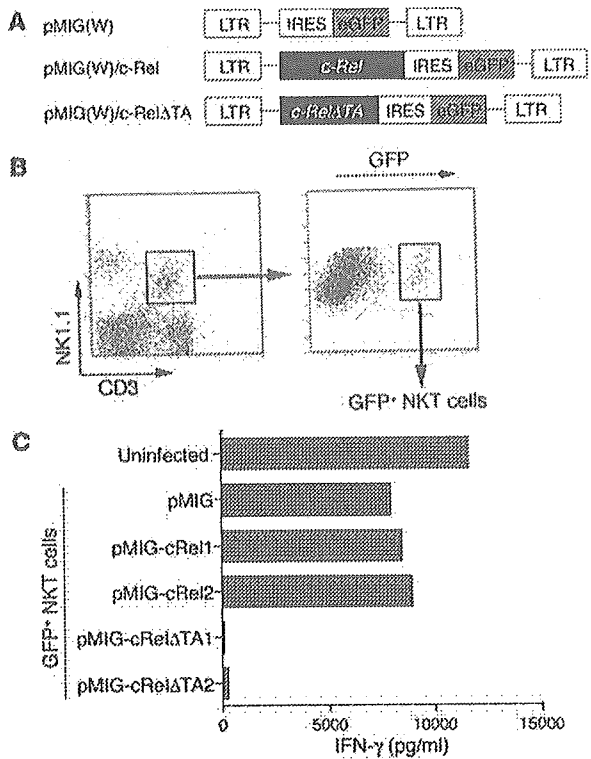 A
pMIG(W)
LTR IRES eGFP LTR
pMIG(W)/c-Rel
LTR c-Rel IRES eGFP LTR
pMIG(W)/c-RelΔTA
LTR c-RelΔTA IRES eGFP LTR
B
GFP
NK1.1
CD3
GFP⁺ NKT cells
C
GFP⁺ NKT cells
Uninfected
pMIG
pMIG-cRel1
pMIG-cRel2
pMIG-cRelΔTA1
pMIG-cRelΔTA2
0 5000 10000 15000
IFN-γ (pg/ml)